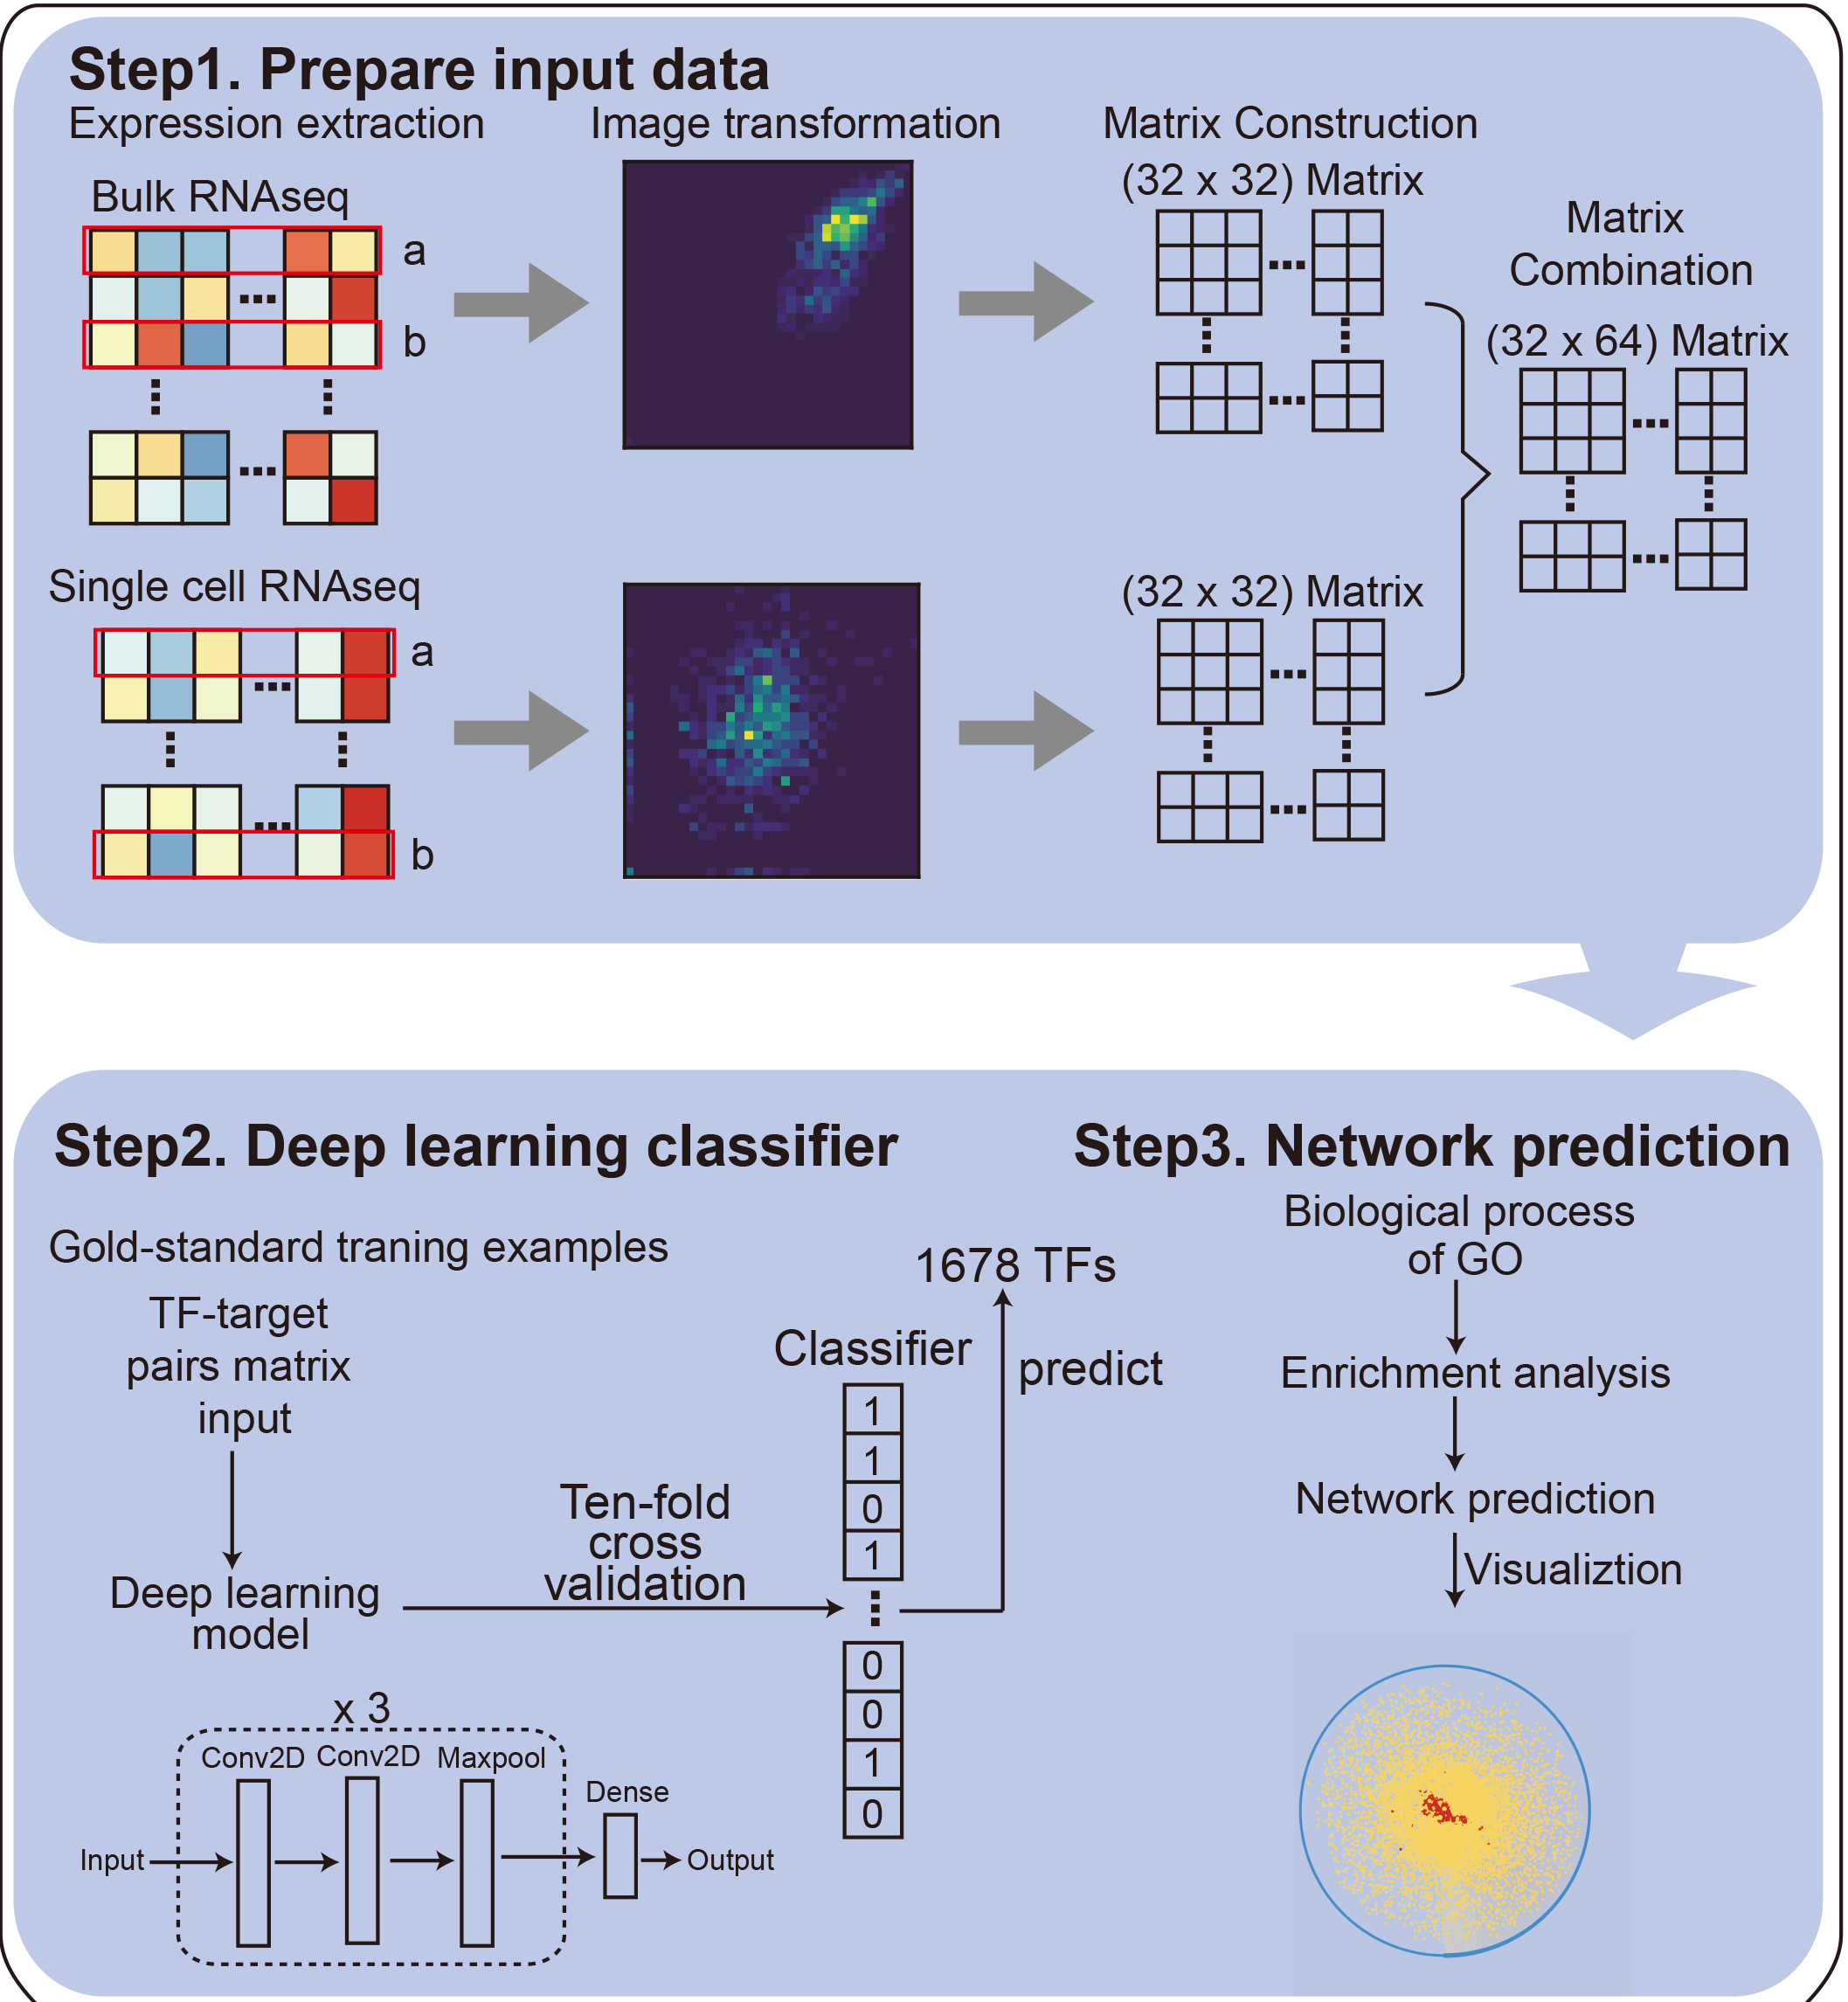 Step1. Prepare input data
Expression extraction
Image transformation
Matrix Construction
Bulk RNAseq
a
b
(32 x 32) Matrix
Matrix
Combination
(32 x 64) Matrix
Single cell RNAseq
a
b
(32 x 32) Matrix
Step2. Deep learning classifier
Gold-standard traning examples
TF-target
pairs matrix
input
Deep learning
model
Ten-fold
cross
validation
Classifier
1
1
0
1
0
0
1
0
1678 TFs
predict
x 3
Conv2D
Conv2D
Maxpool
Dense
Input
Output
Step3. Network prediction
Biological process
of GO
Enrichment analysis
Network prediction
Visualiztion